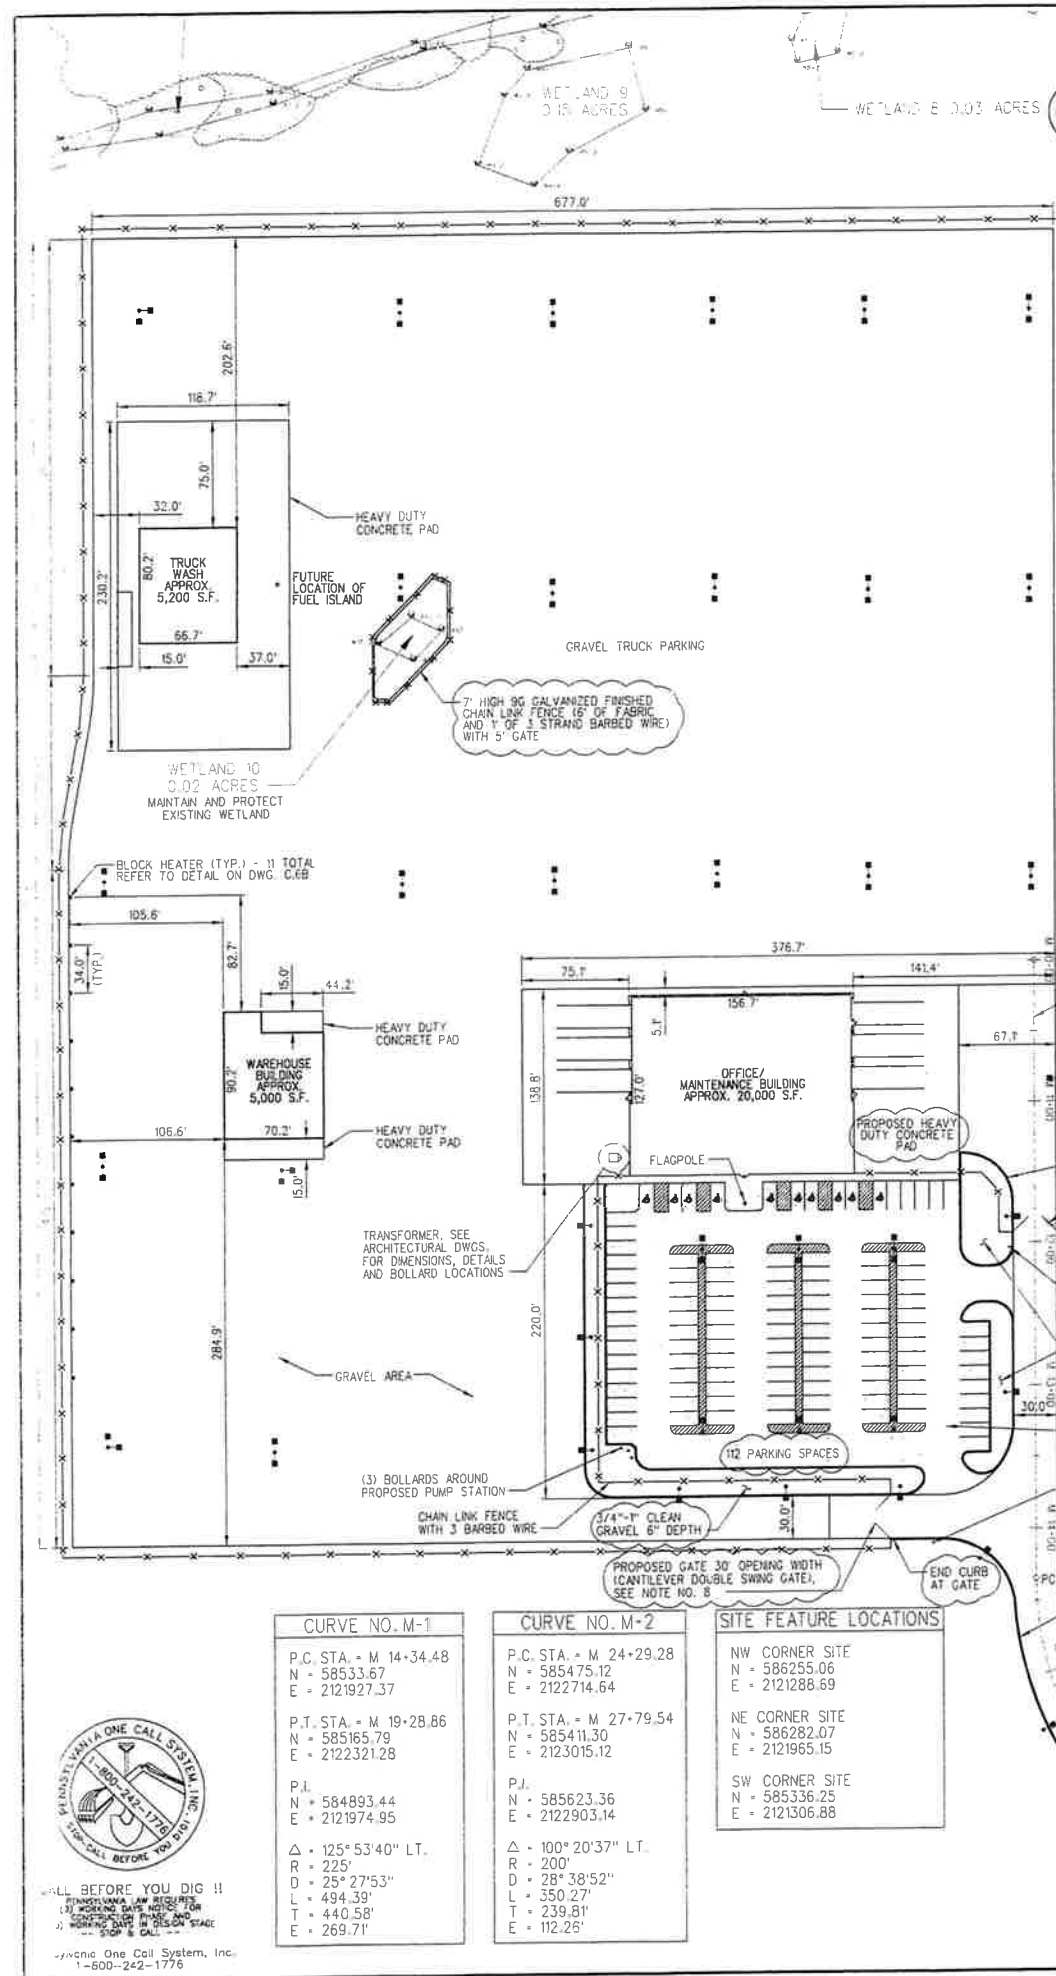 WETLAND 9
0.15 ACRES
WETLAND 8 0.03 ACRES
677.0'
202.6'
118.7'
75.0'
32.0'
HEAVY DUTY
CONCRETE PAD
230.2'
80.2'
TRUCK
WASH
APPROX.
5,200 S.F.
FUTURE
LOCATION OF
FUEL ISLAND
66.7'
15.0'
37.0'
GRAVEL TRUCK PARKING
7' HIGH 9G GALVANIZED FINISHED
CHAIN LINK FENCE (6' OF FABRIC
AND 1' OF 3 STRAND BARBED WIRE)
WITH 5' GATE
WETLAND 10
0.02 ACRES
MAINTAIN AND PROTECT
EXISTING WETLAND
BLOCK HEATER (TYP.) - 11 TOTAL
REFER TO DETAIL ON DWG. C.6B
105.6'
82.7'
34.0'
(TYP.)
15.0'
44.2'
HEAVY DUTY
CONCRETE PAD
90.2'
WAREHOUSE
BUILDING
APPROX.
5,000 S.F.
106.6'
70.2'
HEAVY DUTY
CONCRETE PAD
15.0'
376.7'
75.1'
141.4'
156.7'
5.1'
67.1'
138.8'
127.0'
OFFICE/
MAINTENANCE BUILDING
APPROX. 20,000 S.F.
PROPOSED HEAVY
DUTY CONCRETE
PAD
FLAGPOLE
TRANSFORMER, SEE
ARCHITECTURAL DWGS.
FOR DIMENSIONS, DETAILS
AND BOLLARD LOCATIONS
220.0'
284.9'
GRAVEL AREA
30.0'
112 PARKING SPACES
(3) BOLLARDS AROUND
PROPOSED PUMP STATION
CHAIN LINK FENCE
WITH 3 BARBED WIRE
3/4"-1" CLEAN
GRAVEL 6" DEPTH
30.0'
PROPOSED GATE 30' OPENING WIDTH
(CANTILEVER DOUBLE SWING GATE),
SEE NOTE NO. 8
END CURB
AT GATE
PC
CURVE NO. M-1
P.C. STA. = M 14+34.48
N = 58533.67
E = 2121927.37
P.T. STA. = M 19+28.86
N = 585165.79
E = 2122321.28
P.I.
N = 584893.44
E = 2121974.95
Δ = 125° 53'40" LT.
R = 225'
D = 25° 27'53"
L = 494.39'
T = 440.58'
E = 269.71'
CURVE NO. M-2
P.C. STA. = M 24+29.28
N = 585475.12
E = 2122714.64
P.T. STA. = M 27+79.54
N = 585411.30
E = 2123015.12
P.I.
N = 585623.36
E = 2122903.14
Δ = 100° 20'37" LT.
R = 200'
D = 28° 38'52"
L = 350.27'
T = 239.81'
E = 112.26'
SITE FEATURE LOCATIONS
NW CORNER SITE
N = 586255.06
E = 2121288.69
NE CORNER SITE
N = 586282.07
E = 2121965.15
SW CORNER SITE
N = 585336.25
E = 2121306.88
PENNSYLVANIA ONE CALL SYSTEM, INC.
1-800-242-1776
STOP-CALL BEFORE YOU DIG!
ALL BEFORE YOU DIG !!
PENNSYLVANIA LAW REQUIRES
(3) WORKING DAYS NOTICE FOR
CONSTRUCTION PHASE AND
WORKING DAYS IN DESIGN STAGE
-- STOP & CALL --
ylvania One Call System, Inc.
1-800-242-1776